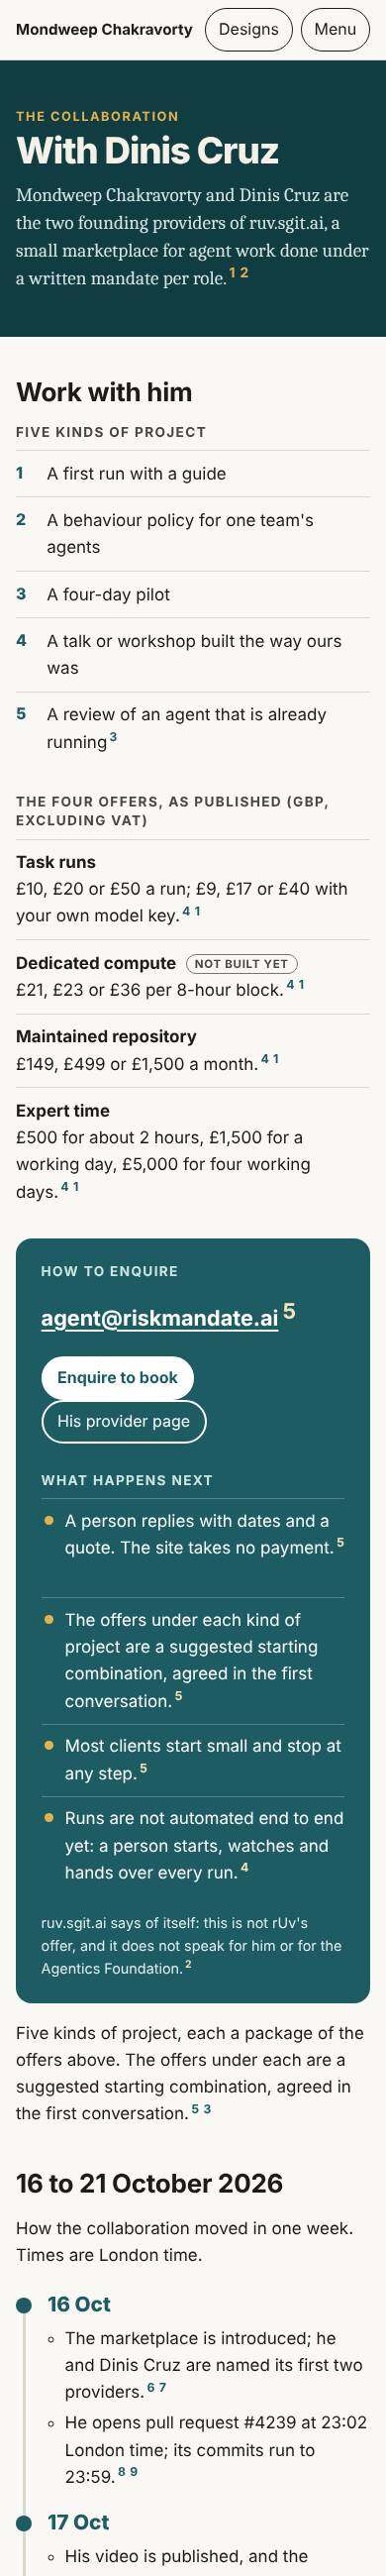 Mondweep Chakravorty
Designs
Menu
THE COLLABORATION
With Dinis Cruz
Mondweep Chakravorty and Dinis Cruz are
the two founding providers of ruv.sgit.ai, a
small marketplace for agent work done under
a written mandate per role. 1 2
Work with him
FIVE KINDS OF PROJECT
1 A first run with a guide
2 A behaviour policy for one team's
agents
3 A four-day pilot
4 A talk or workshop built the way ours
was
5 A review of an agent that is already
running 3
THE FOUR OFFERS, AS PUBLISHED (GBP,
EXCLUDING VAT)
Task runs
£10, £20 or £50 a run; £9, £17 or £40 with
your own model key. 4 1
Dedicated compute NOT BUILT YET
£21, £23 or £36 per 8-hour block. 4 1
Maintained repository
£149, £499 or £1,500 a month. 4 1
Expert time
£500 for about 2 hours, £1,500 for a
working day, £5,000 for four working
days. 4 1
HOW TO ENQUIRE
agent@riskmandate.ai 5
Enquire to book
His provider page
WHAT HAPPENS NEXT
A person replies with dates and a
quote. The site takes no payment. 5
The offers under each kind of
project are a suggested starting
combination, agreed in the first
conversation. 5
Most clients start small and stop at
any step. 5
Runs are not automated end to end
yet: a person starts, watches and
hands over every run. 4
ruv.sgit.ai says of itself: this is not rUv's
offer, and it does not speak for him or for the
Agentics Foundation. 2
Five kinds of project, each a package of the
offers above. The offers under each are a
suggested starting combination, agreed in
the first conversation. 5 3
16 to 21 October 2026
How the collaboration moved in one week.
Times are London time.
16 Oct
The marketplace is introduced; he
and Dinis Cruz are named its first two
providers. 6 7
He opens pull request #4239 at 23:02
London time; its commits run to
23:59. 8 9
17 Oct
His video is published, and the